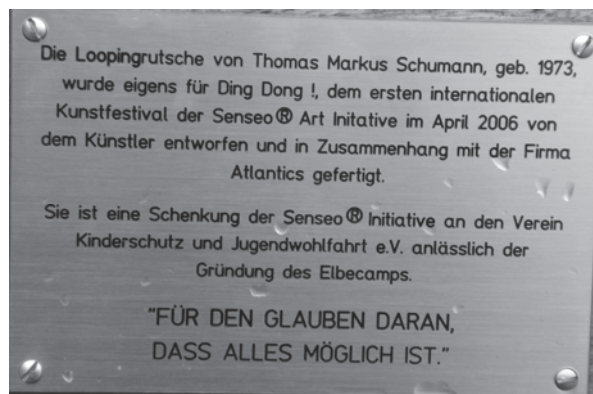 Die Loopingrutsche von Thomas Markus Schumann, geb. 1973,
wurde eigens für Ding Dong !, dem ersten internationalen
Kunstfestival der Senseo® Art Initative im April 2006 von
dem Künstler entworfen und in Zusammenhang mit der Firma
Atlantics gefertigt.
Sie ist eine Schenkung der Senseo® Initiative an den Verein
Kinderschutz und Jugendwohlfahrt e.V. anlässlich der
Gründung des Elbecamps.
"FÜR DEN GLAUBEN DARAN,
DASS ALLES MÖGLICH IST."